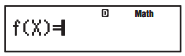 D Math
f(X)=